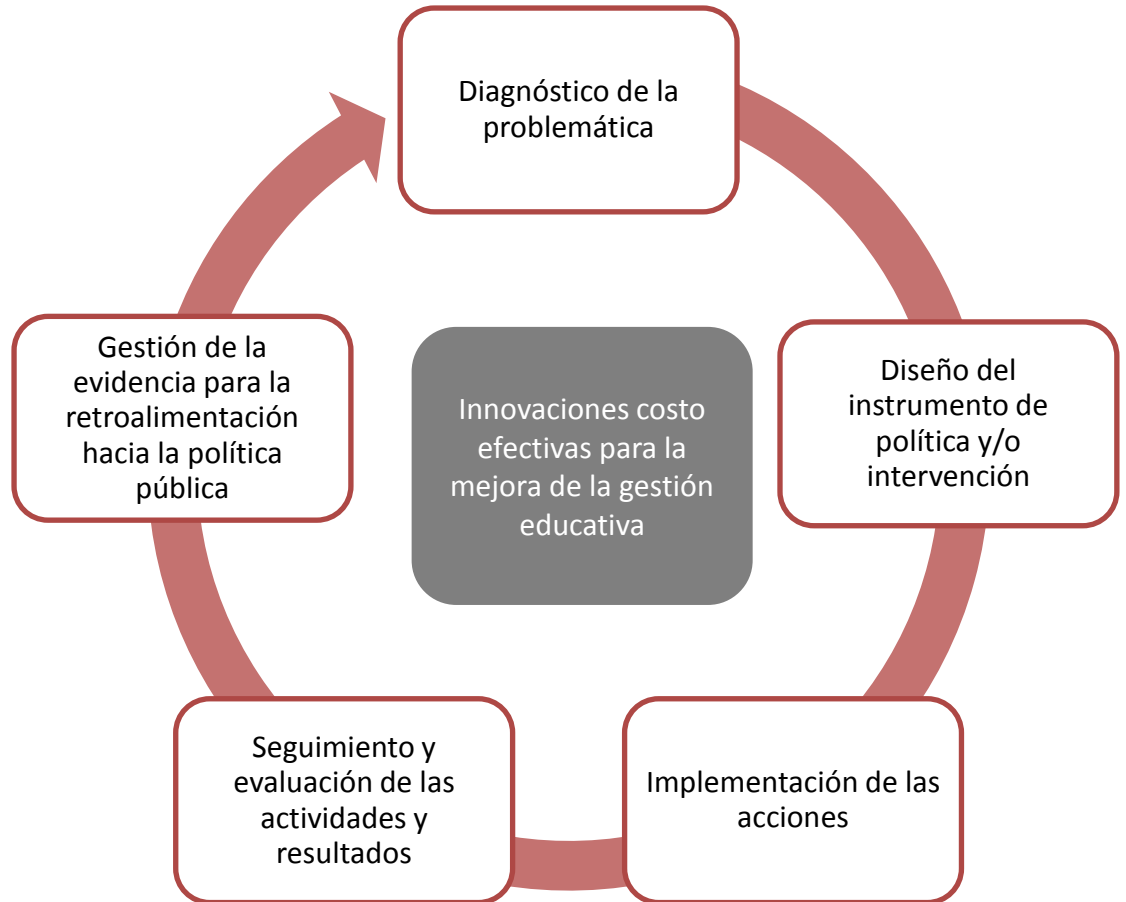 Diagnóstico de la
problemática
Diseño del
instrumento de
política y/o
intervención
Implementación de las
acciones
Seguimiento y
evaluación de las
actividades y
resultados
Gestión de la
evidencia para la
retroalimentación
hacia la política
pública
Innovaciones costo
efectivas para la
mejora de la gestión
educativa